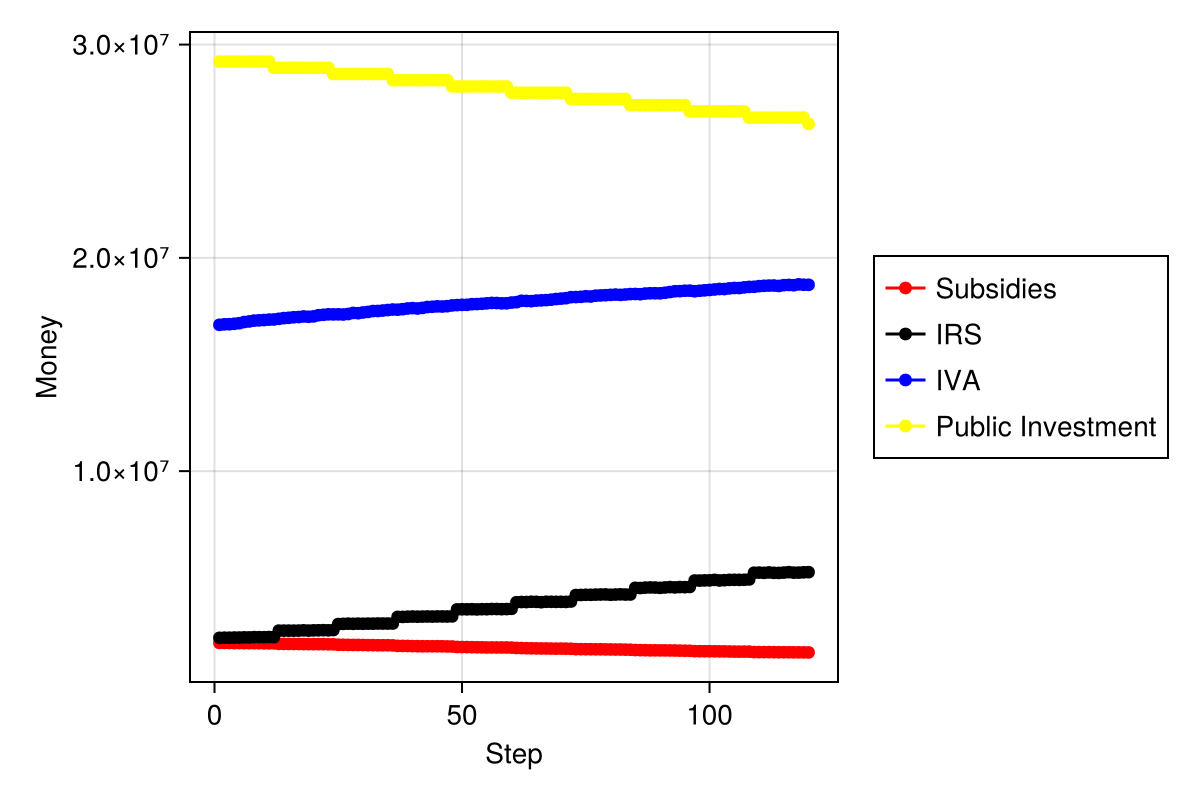 3.0×10⁷
2.0×10⁷
1.0×10⁷
Money
0
50
100
Step
Subsidies
IRS
IVA
Public Investment